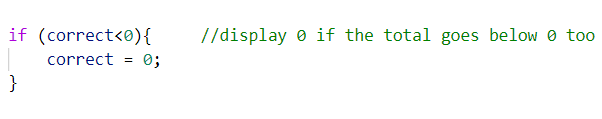 if (correct<0){     //display 0 if the total goes below 0 too
    correct = 0;
}